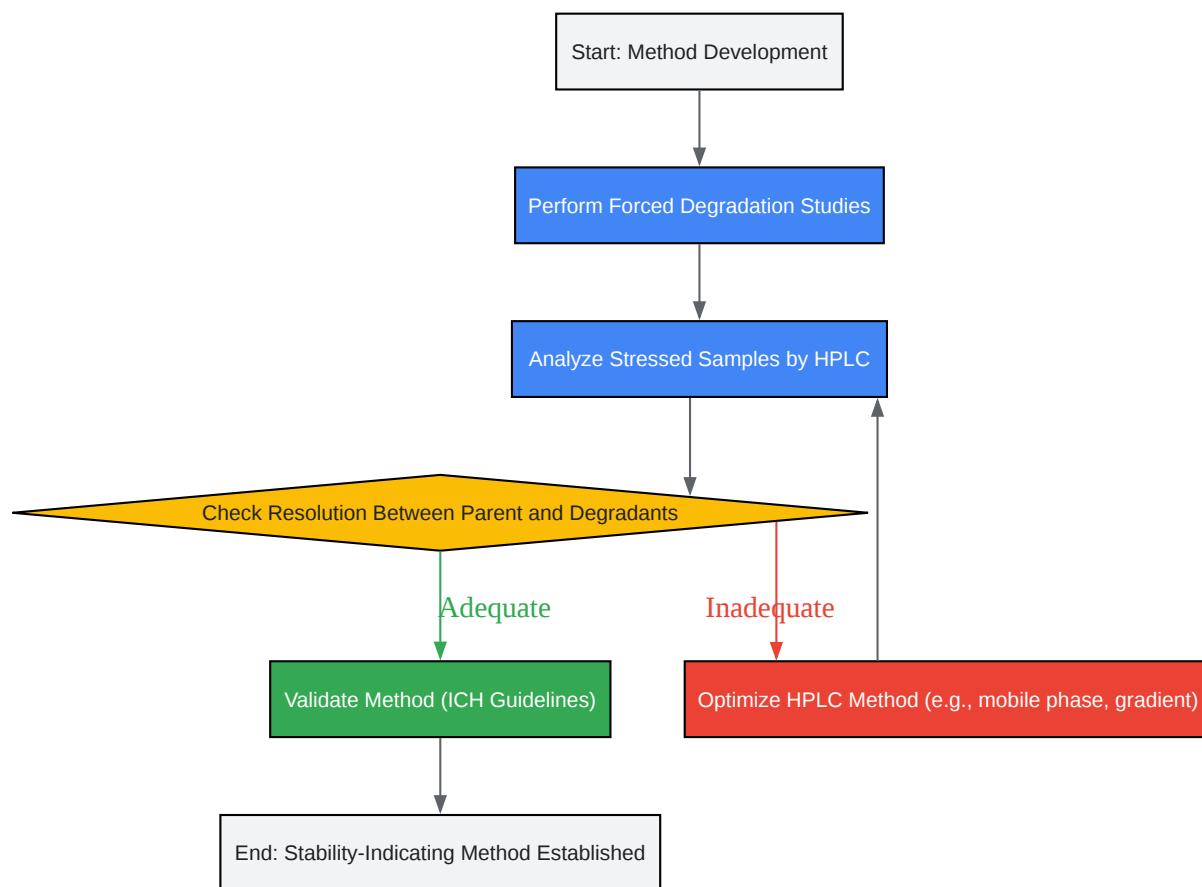 Start: Method Development
Perform Forced Degradation Studies
Analyze Stressed Samples by HPLC
Check Resolution Between Parent and Degradants
Adequate
Inadequate
Validate Method (ICH Guidelines)
Optimize HPLC Method (e.g., mobile phase, gradient)
End: Stability-Indicating Method Established